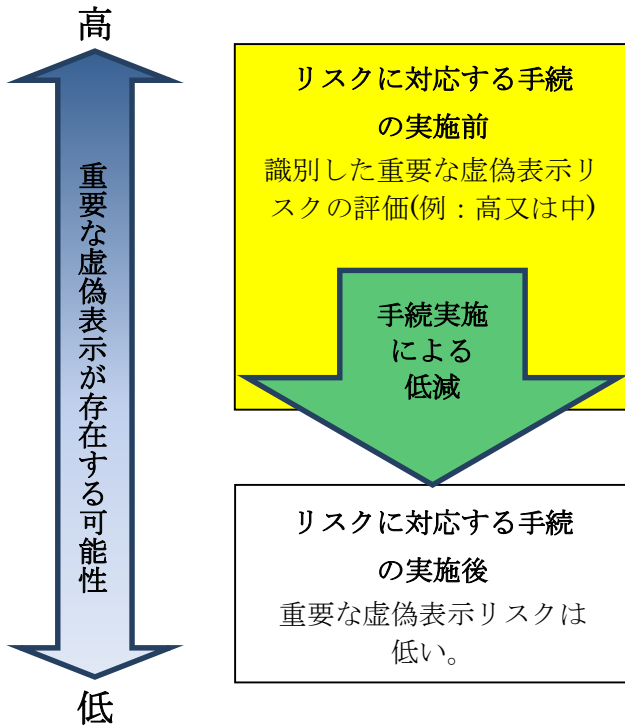 高
重要な虚偽表示が存在する可能性
低
リスクに対応する手続
の実施前
識別した重要な虚偽表示リ
スクの評価(例：高又は中)
手続実施
による
低減
リスクに対応する手続
の実施後
重要な虚偽表示リスクは
低い。